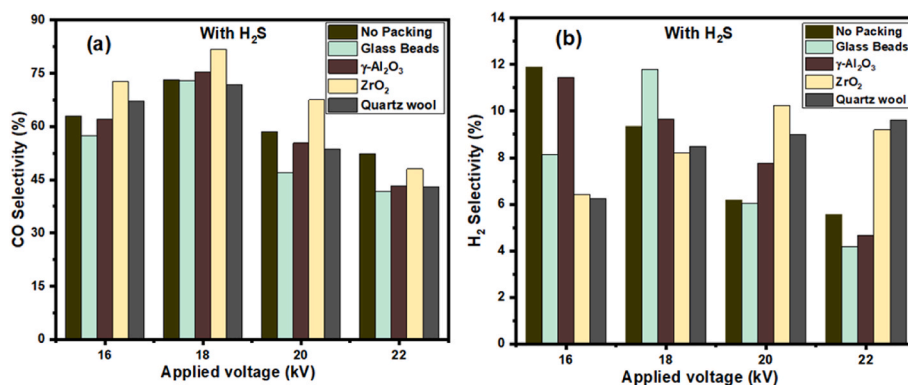 (a)
With H₂S
No Packing
Glass Beads
γ-Al₂O₃
ZrO₂
Quartz wool
CO Selectivity (%)
90
75
60
45
30
15
0
16 18 20 22
Applied voltage (kV)
(b)
With H₂S
No Packing
Glass Beads
γ-Al₂O₃
ZrO₂
Quartz wool
H₂ Selectivity (%)
14
12
10
8
6
4
2
0
16 18 20 22
Applied voltage (kV)